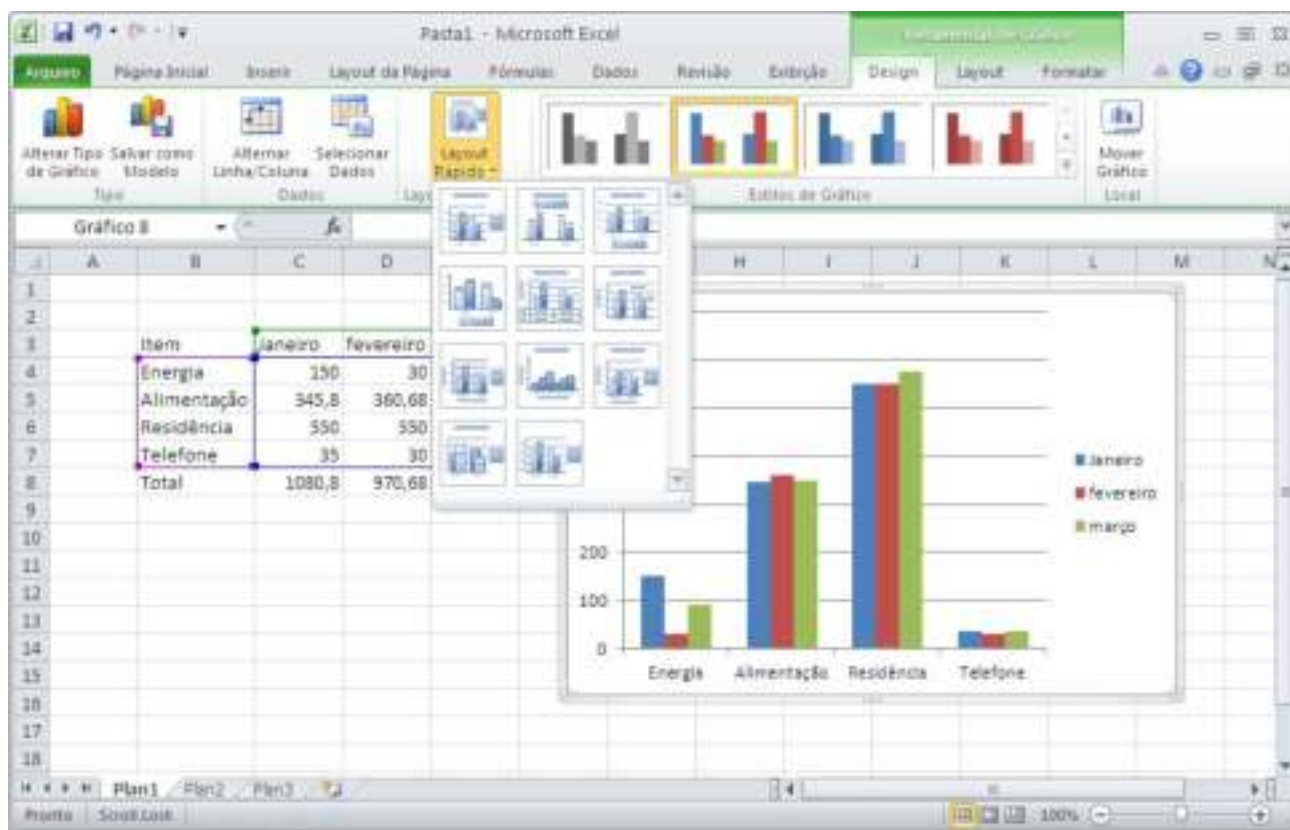 Pasta1 - Microsoft Excel
Arquivo Página Inicial Inserir Layout da Página Fórmulas Dados Revisão Exibição Design Layout Formatar
Alterar Tipo de Gráfico
Salvar como Modelo
Alternar Linha/Coluna
Selecionar Dados
Layout Rápido
Mover Gráfico
Tipo Dados Estilos de Gráfico Local
Gráfico 8 fx
A B C D H I J K L M N
1
2
3 Item Janeiro fevereiro
4 Energia 150 30
5 Alimentação 345,8 360,68
6 Residência 550 550
7 Telefone 35 30
8 Total 1080,8 970,68
9
10
11
12
13
14
15
16
17
18
200
100
0
Energia Alimentação Residência Telefone
Janeiro
fevereiro
março
Plan1 Plan2 Plan3
Pronto Scroll Lock 100%